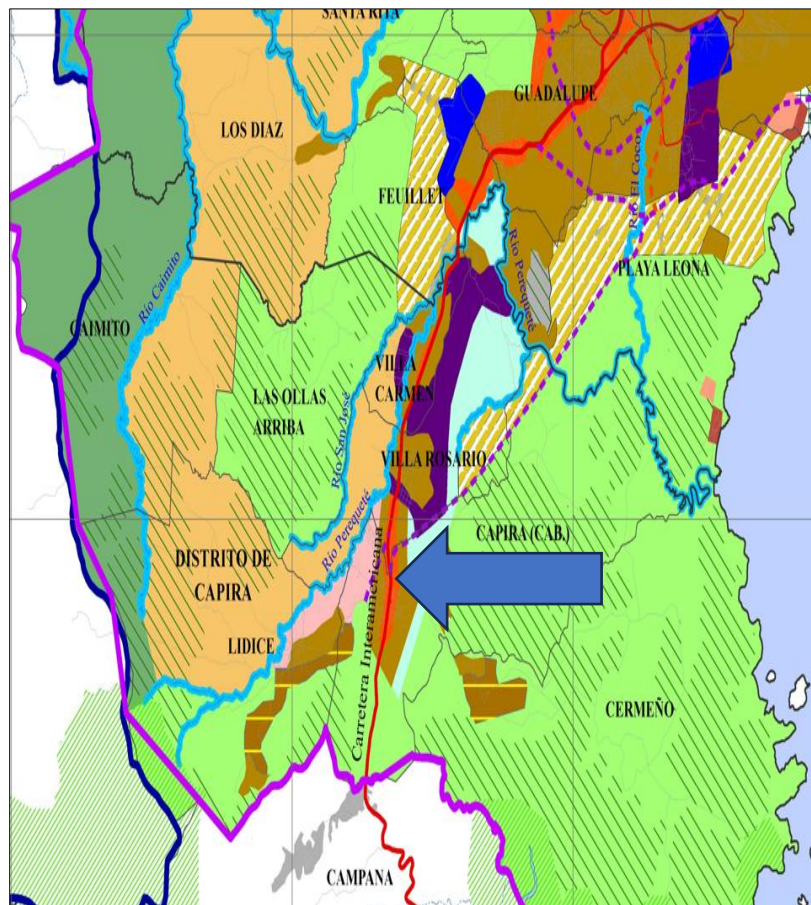 SANTA RITA
GUADALUPE
LOS DIAZ
FEUILLET
Río El Coco
Río Perequeté
PLAYA LEONA
Río Caimito
CAIMITO
VILLA
CARMEN
LAS OLLAS
ARRIBA
Río San José
VILLA ROSARIO
Río Perequeté
CAPIRA (CAB.)
DISTRITO DE
CAPIRA
LIDICE
Carretera Interamericana
CERMEÑO
CAMPANA